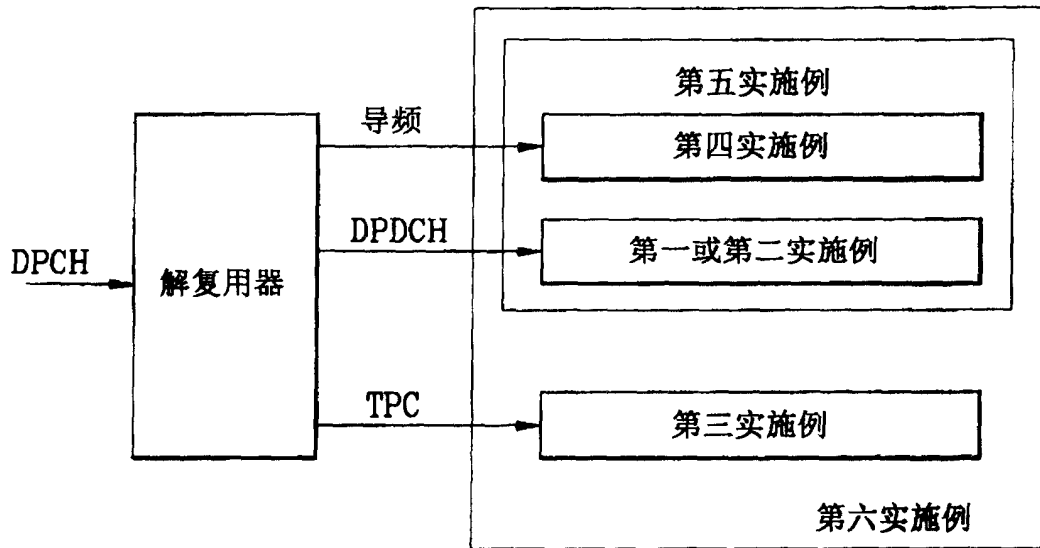 第五实施例
导频
第四实施例
DPDCH
第一或第二实施例
DPCH
解复用器
TPC
第三实施例
第六实施例